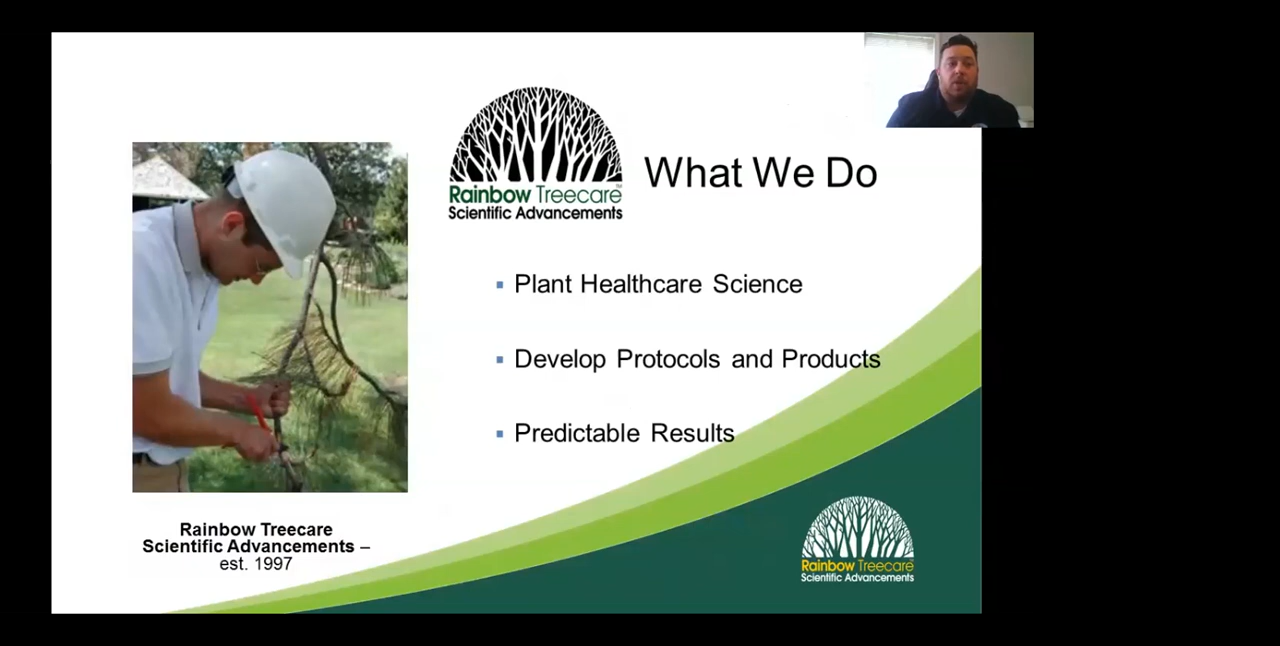 Rainbow Treecare™
Scientific Advancements
What We Do
▪ Plant Healthcare Science
▪ Develop Protocols and Products
▪ Predictable Results
Rainbow Treecare
Scientific Advancements –
est. 1997
Rainbow Treecare
Scientific Advancements